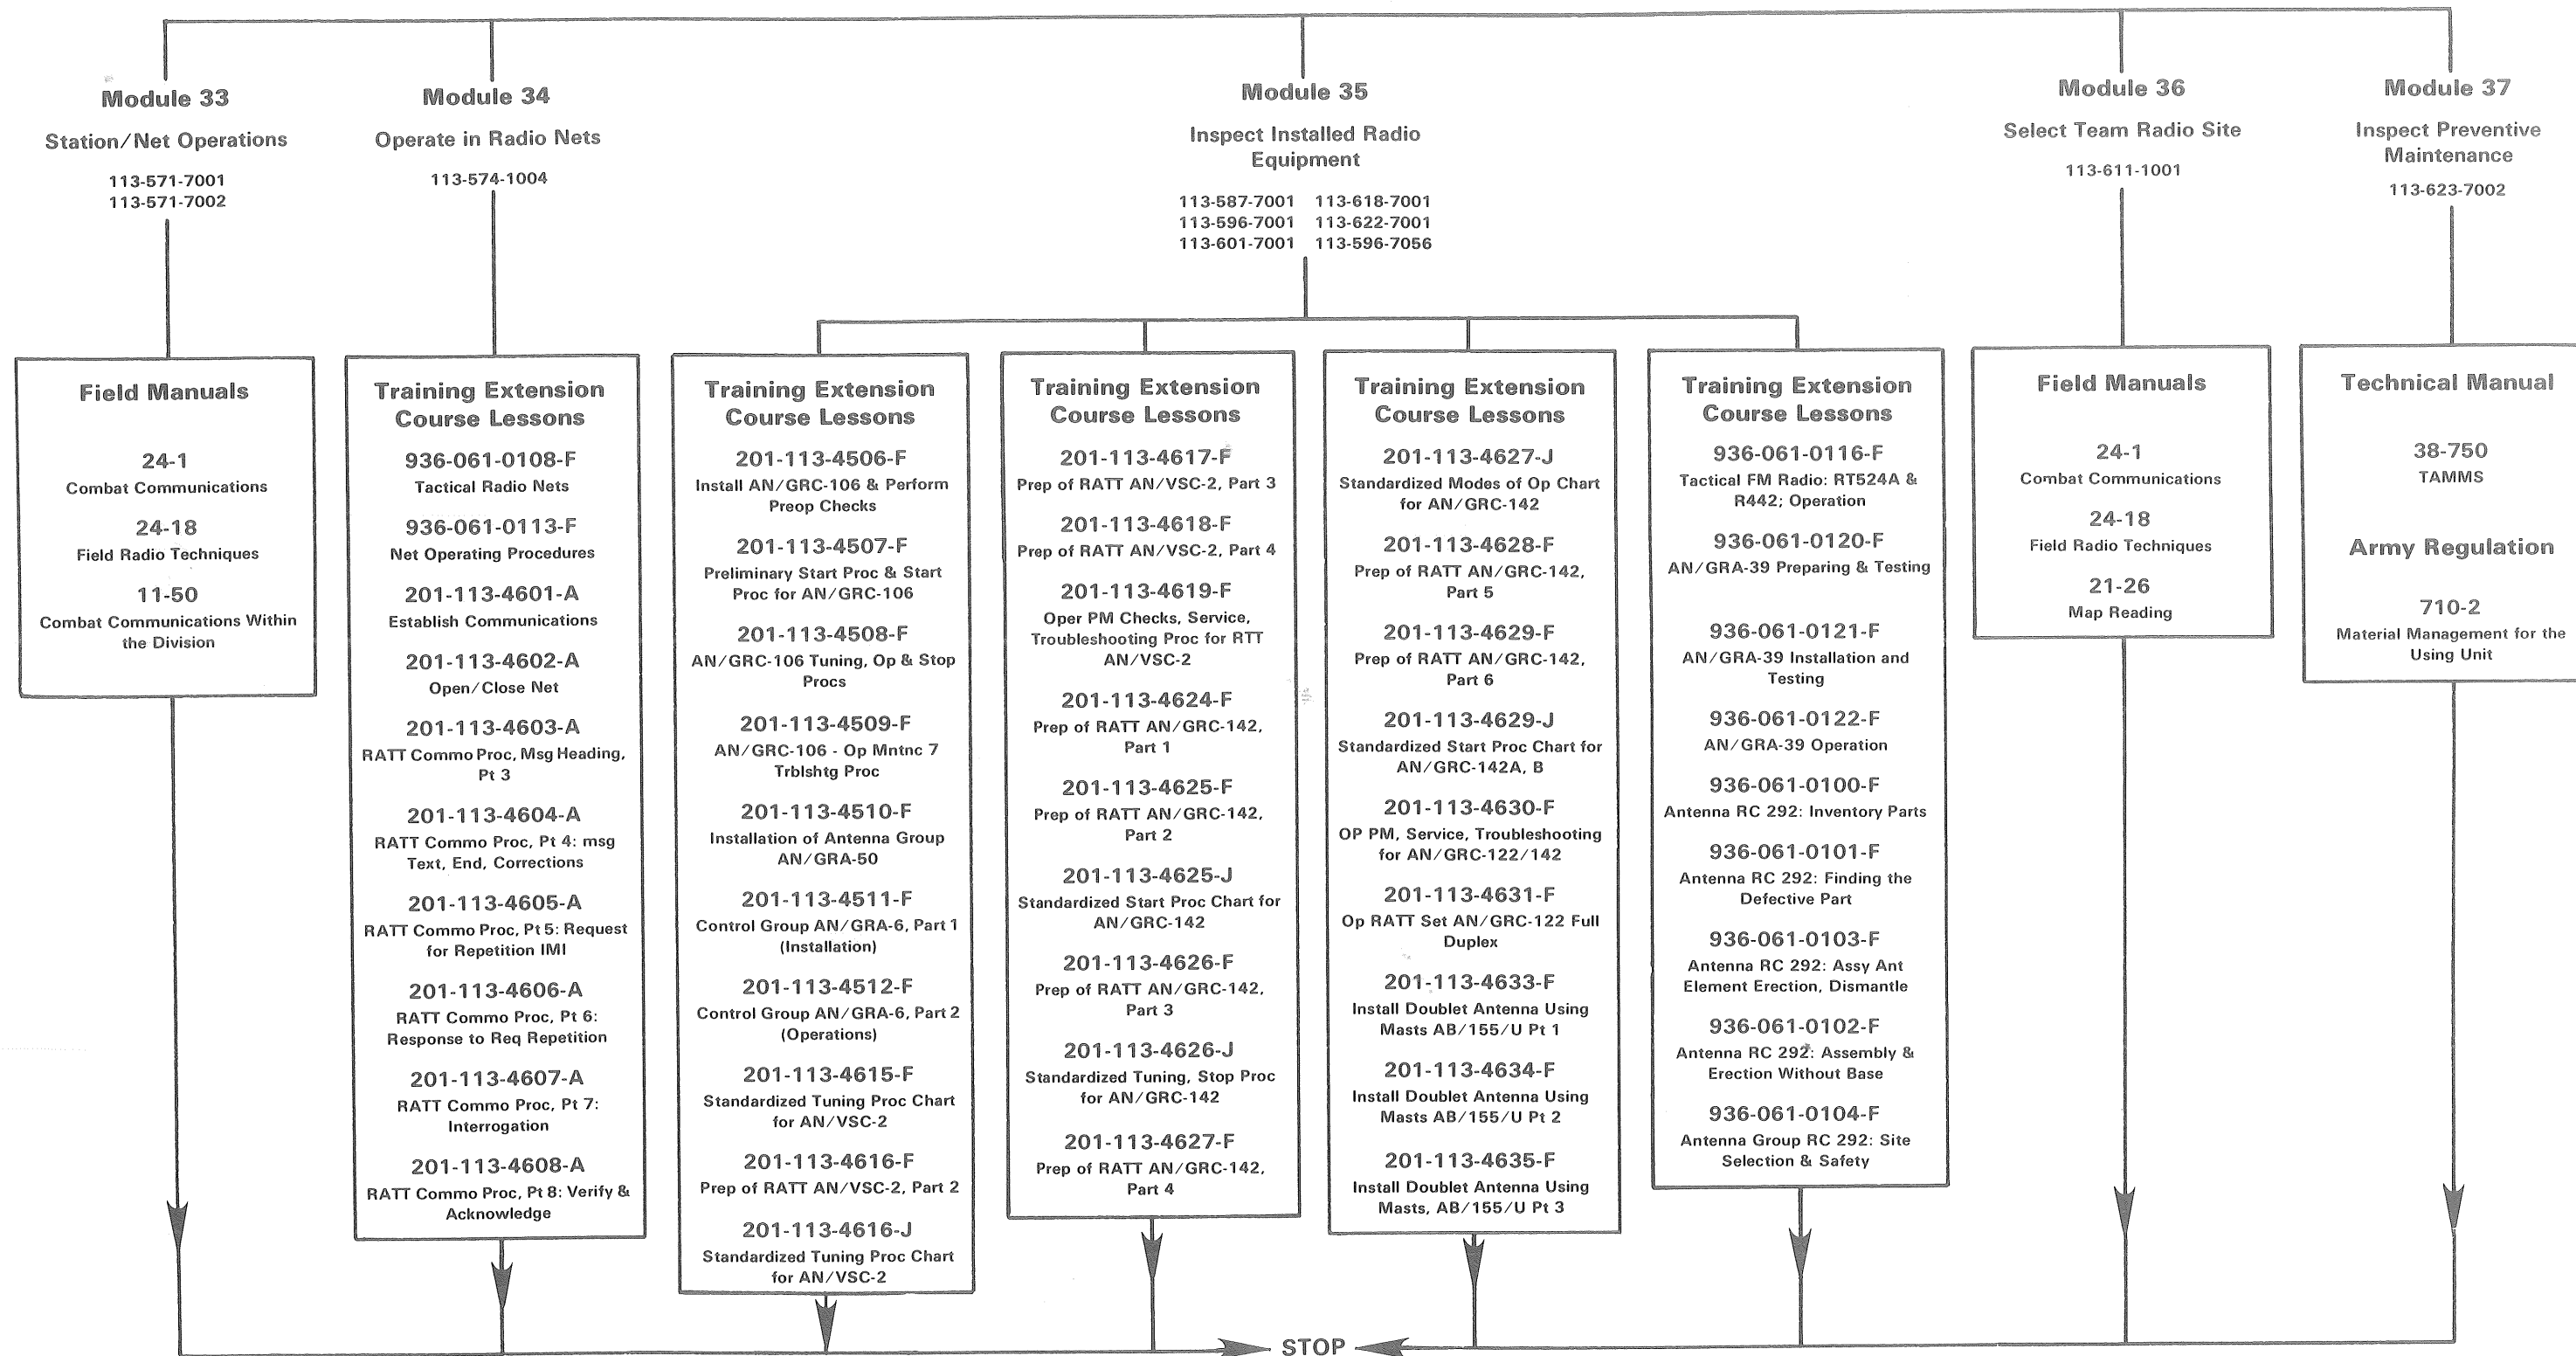 Module 33
Station/Net Operations
113-571-7001
113-571-7002
Field Manuals
24-1
Combat Communications
24-18
Field Radio Techniques
11-50
Combat Communications Within
the Division
Module 34
Operate in Radio Nets
113-574-1004
Training Extension
Course Lessons
936-061-0108-F
Tactical Radio Nets
936-061-0113-F
Net Operating Procedures
201-113-4601-A
Establish Communications
201-113-4602-A
Open/Close Net
201-113-4603-A
RATT Commo Proc, Msg Heading,
Pt 3
201-113-4604-A
RATT Commo Proc, Pt 4: msg
Text, End, Corrections
201-113-4605-A
RATT Commo Proc, Pt 5: Request
for Repetition IMI
201-113-4606-A
RATT Commo Proc, Pt 6:
Response to Req Repetition
201-113-4607-A
RATT Commo Proc, Pt 7:
Interrogation
201-113-4608-A
RATT Commo Proc, Pt 8: Verify &
Acknowledge
Module 35
Inspect Installed Radio
Equipment
113-587-7001 113-618-7001
113-596-7001 113-622-7001
113-601-7001 113-596-7056
Training Extension
Course Lessons
201-113-4506-F
Install AN/GRC-106 & Perform
Preop Checks
201-113-4507-F
Preliminary Start Proc & Start
Proc for AN/GRC-106
201-113-4508-F
AN/GRC-106 Tuning, Op & Stop
Procs
201-113-4509-F
AN/GRC-106 - Op Mntnc 7
Trblshtg Proc
201-113-4510-F
Installation of Antenna Group
AN/GRA-50
201-113-4511-F
Control Group AN/GRA-6, Part 1
(Installation)
201-113-4512-F
Control Group AN/GRA-6, Part 2
(Operations)
201-113-4615-F
Standardized Tuning Proc Chart
for AN/VSC-2
201-113-4616-F
Prep of RATT AN/VSC-2, Part 2
201-113-4616-J
Standardized Tuning Proc Chart
for AN/VSC-2
Training Extension
Course Lessons
201-113-4617-F
Prep of RATT AN/VSC-2, Part 3
201-113-4618-F
Prep of RATT AN/VSC-2, Part 4
201-113-4619-F
Oper PM Checks, Service,
Troubleshooting Proc for RTT
AN/VSC-2
201-113-4624-F
Prep of RATT AN/GRC-142,
Part 1
201-113-4625-F
Prep of RATT AN/GRC-142,
Part 2
201-113-4625-J
Standardized Start Proc Chart for
AN/GRC-142
201-113-4626-F
Prep of RATT AN/GRC-142,
Part 3
201-113-4626-J
Standardized Tuning, Stop Proc
for AN/GRC-142
201-113-4627-F
Prep of RATT AN/GRC-142,
Part 4
Training Extension
Course Lessons
201-113-4627-J
Standardized Modes of Op Chart
for AN/GRC-142
201-113-4628-F
Prep of RATT AN/GRC-142,
Part 5
201-113-4629-F
Prep of RATT AN/GRC-142,
Part 6
201-113-4629-J
Standardized Start Proc Chart for
AN/GRC-142A, B
201-113-4630-F
OP PM, Service, Troubleshooting
for AN/GRC-122/142
201-113-4631-F
Op RATT Set AN/GRC-122 Full
Duplex
201-113-4633-F
Install Doublet Antenna Using
Masts AB/155/U Pt 1
201-113-4634-F
Install Doublet Antenna Using
Masts AB/155/U Pt 2
201-113-4635-F
Install Doublet Antenna Using
Masts, AB/155/U Pt 3
Training Extension
Course Lessons
936-061-0116-F
Tactical FM Radio: RT524A &
R442; Operation
936-061-0120-F
AN/GRA-39 Preparing & Testing
936-061-0121-F
AN/GRA-39 Installation and
Testing
936-061-0122-F
AN/GRA-39 Operation
936-061-0100-F
Antenna RC 292: Inventory Parts
936-061-0101-F
Antenna RC 292: Finding the
Defective Part
936-061-0103-F
Antenna RC 292: Assy Ant
Element Erection, Dismantle
936-061-0102-F
Antenna RC 292: Assembly &
Erection Without Base
936-061-0104-F
Antenna Group RC 292: Site
Selection & Safety
Module 36
Select Team Radio Site
113-611-1001
Field Manuals
24-1
Combat Communications
24-18
Field Radio Techniques
21-26
Map Reading
Module 37
Inspect Preventive
Maintenance
113-623-7002
Technical Manual
38-750
TAMMS
Army Regulation
710-2
Material Management for the
Using Unit
STOP